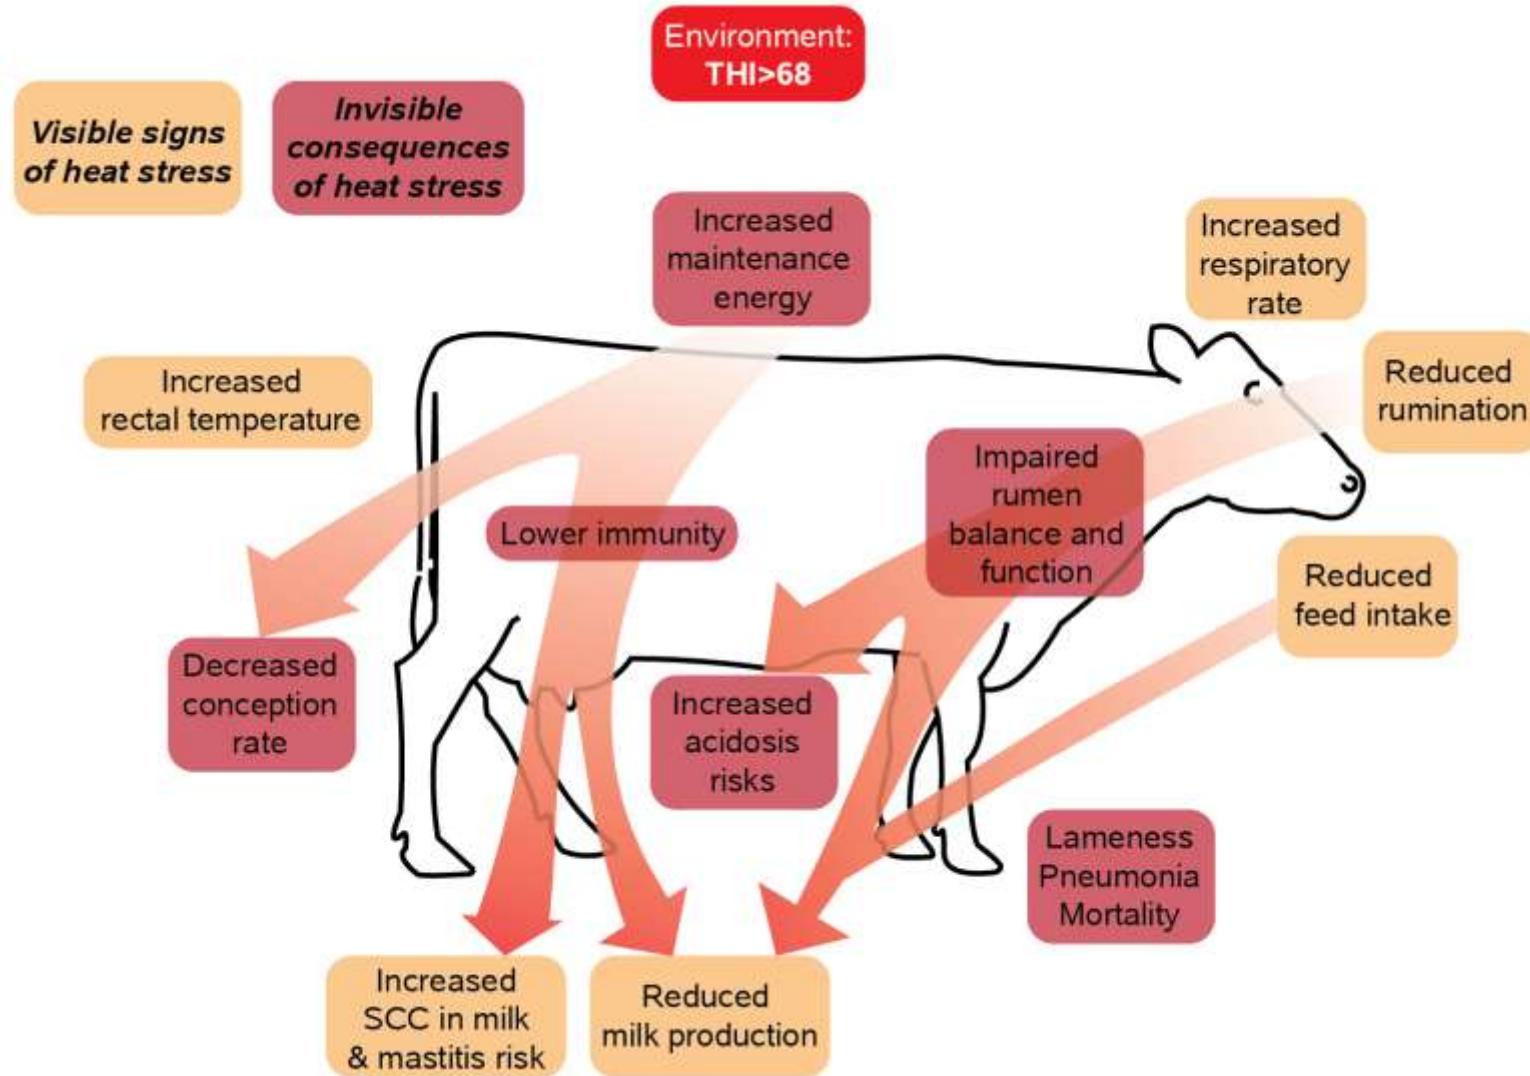 Environment:
THI>68
Visible signs
of heat stress
Invisible
consequences
of heat stress
Increased
maintenance
energy
Increased
respiratory
rate
Increased
rectal temperature
Reduced
rumination
Impaired
rumen
balance and
function
Lower immunity
Reduced
feed intake
Decreased
conception
rate
Increased
acidosis
risks
Lameness
Pneumonia
Mortality
Increased
SCC in milk
& mastitis risk
Reduced
milk production